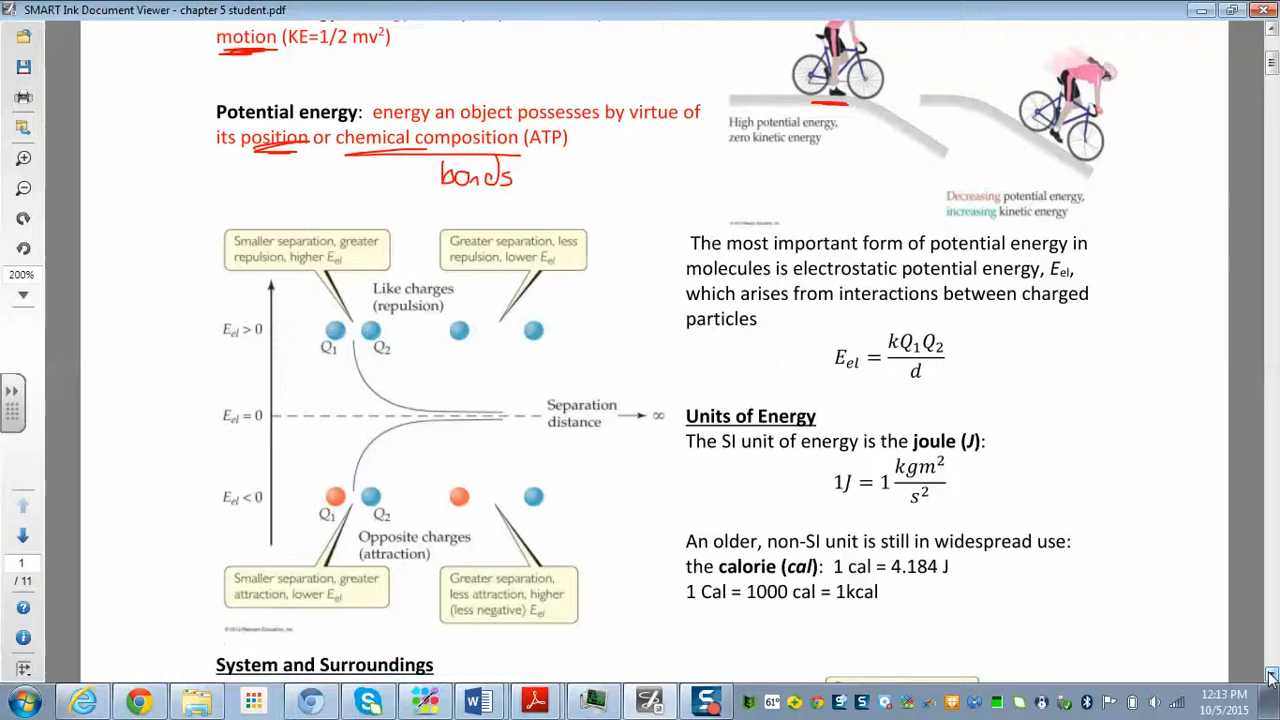 SMART Ink Document Viewer - chapter 5 student.pdf
motion (KE=1/2 mv²)
Potential energy: energy an object possesses by virtue of
its position or chemical composition (ATP)
bonds
High potential energy,
zero kinetic energy
Decreasing potential energy,
increasing kinetic energy
Smaller separation, greater
repulsion, higher Eel
Greater separation, less
repulsion, lower Eel
Like charges
(repulsion)
Eel > 0
Q1
Q2
Eel = 0
Separation
distance
∞
Eel < 0
Q1
Q2
Opposite charges
(attraction)
Smaller separation, greater
attraction, lower Eel
Greater separation,
less attraction, higher
(less negative) Eel
The most important form of potential energy in
molecules is electrostatic potential energy, Eel,
which arises from interactions between charged
particles
Eel = kQ1Q2 / d
Units of Energy
The SI unit of energy is the joule (J):
1J = 1 kgm² / s²
An older, non-SI unit is still in widespread use:
the calorie (cal): 1 cal = 4.184 J
1 Cal = 1000 cal = 1kcal
System and Surroundings
200%
1
/ 11
61°
12:13 PM
10/5/2015